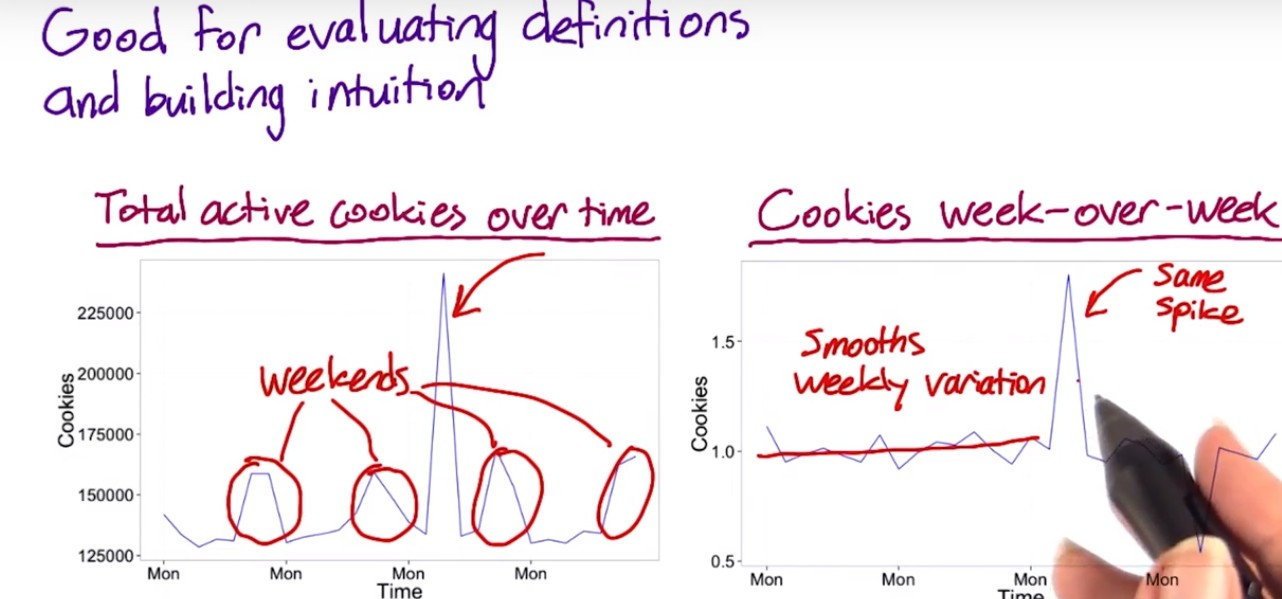 Good for evaluating definitions
and building intuition
Total active cookies over time
Cookies week-over-week
225000
200000
175000
150000
125000
Cookies
weekends
Mon
Mon
Mon
Mon
Time
1.5
1.0
0.5
Cookies
Smooths
weekly variation
Same
spike
Mon
Mon
Mon
Mon
Time